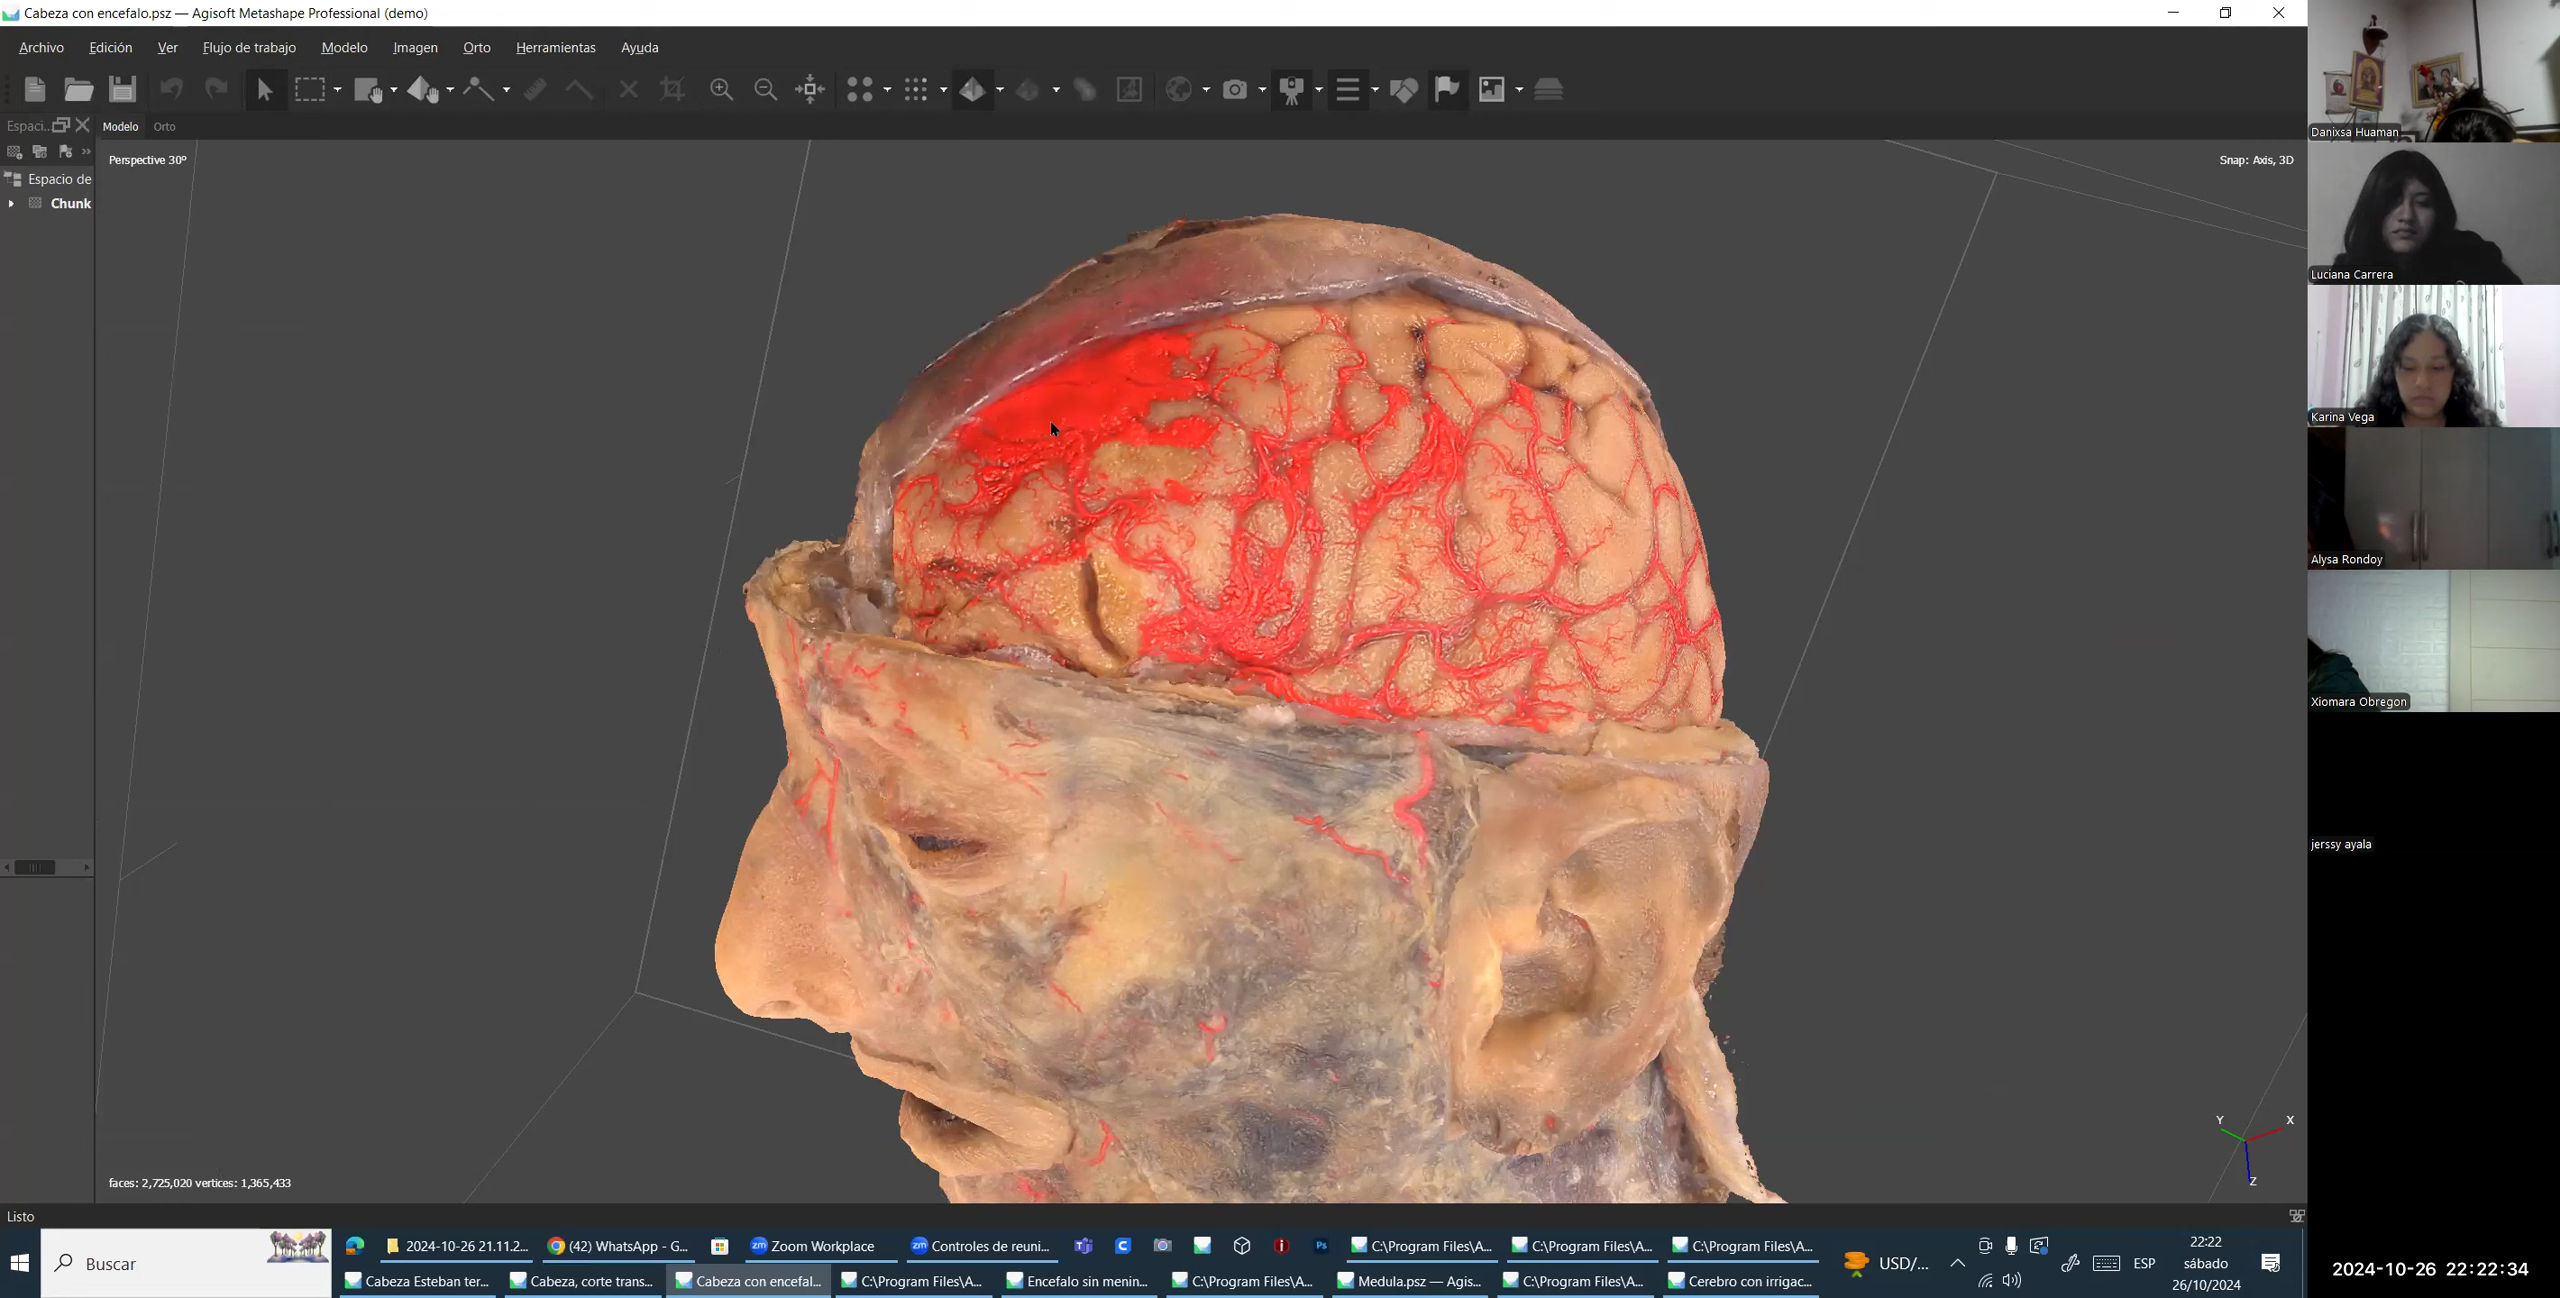 Cabeza con encefalo.psz — Agisoft Metashape Professional (demo)
Archivo Edición Ver Flujo de trabajo Modelo Imagen Orto Herramientas Ayuda
Espaci... Modelo Orto
Perspective 30°
Snap: Axis, 3D
Espacio de
Chunk
faces: 2,725,020 vertices: 1,365,433
Y X
Z
Listo
Danixsa Huaman
Luciana Carrera
Karina Vega
Alysa Rondoy
Xiomara Obregon
jerssy ayala
Buscar
2024-10-26 21.11.2... (42) WhatsApp - G... Zoom Workplace Controles de reuni... C:\Program Files\A... C:\Program Files\A... C:\Program Files\A...
Cabeza Esteban ter... Cabeza, corte trans... Cabeza con encefal... C:\Program Files\A... Encefalo sin menin... C:\Program Files\A... Medula.psz — Agis... C:\Program Files\A... Cerebro con irrigac...
USD/... ESP
22:22
sábado
26/10/2024
2024-10-26 22:22:34